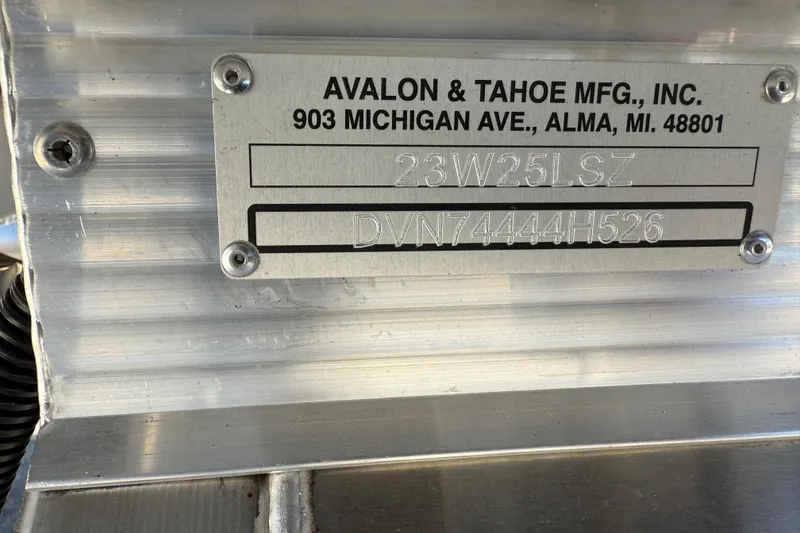 AVALON & TAHOE MFG., INC.
903 MICHIGAN AVE., ALMA, MI. 48801
23W25LSZ
DVN74444H526